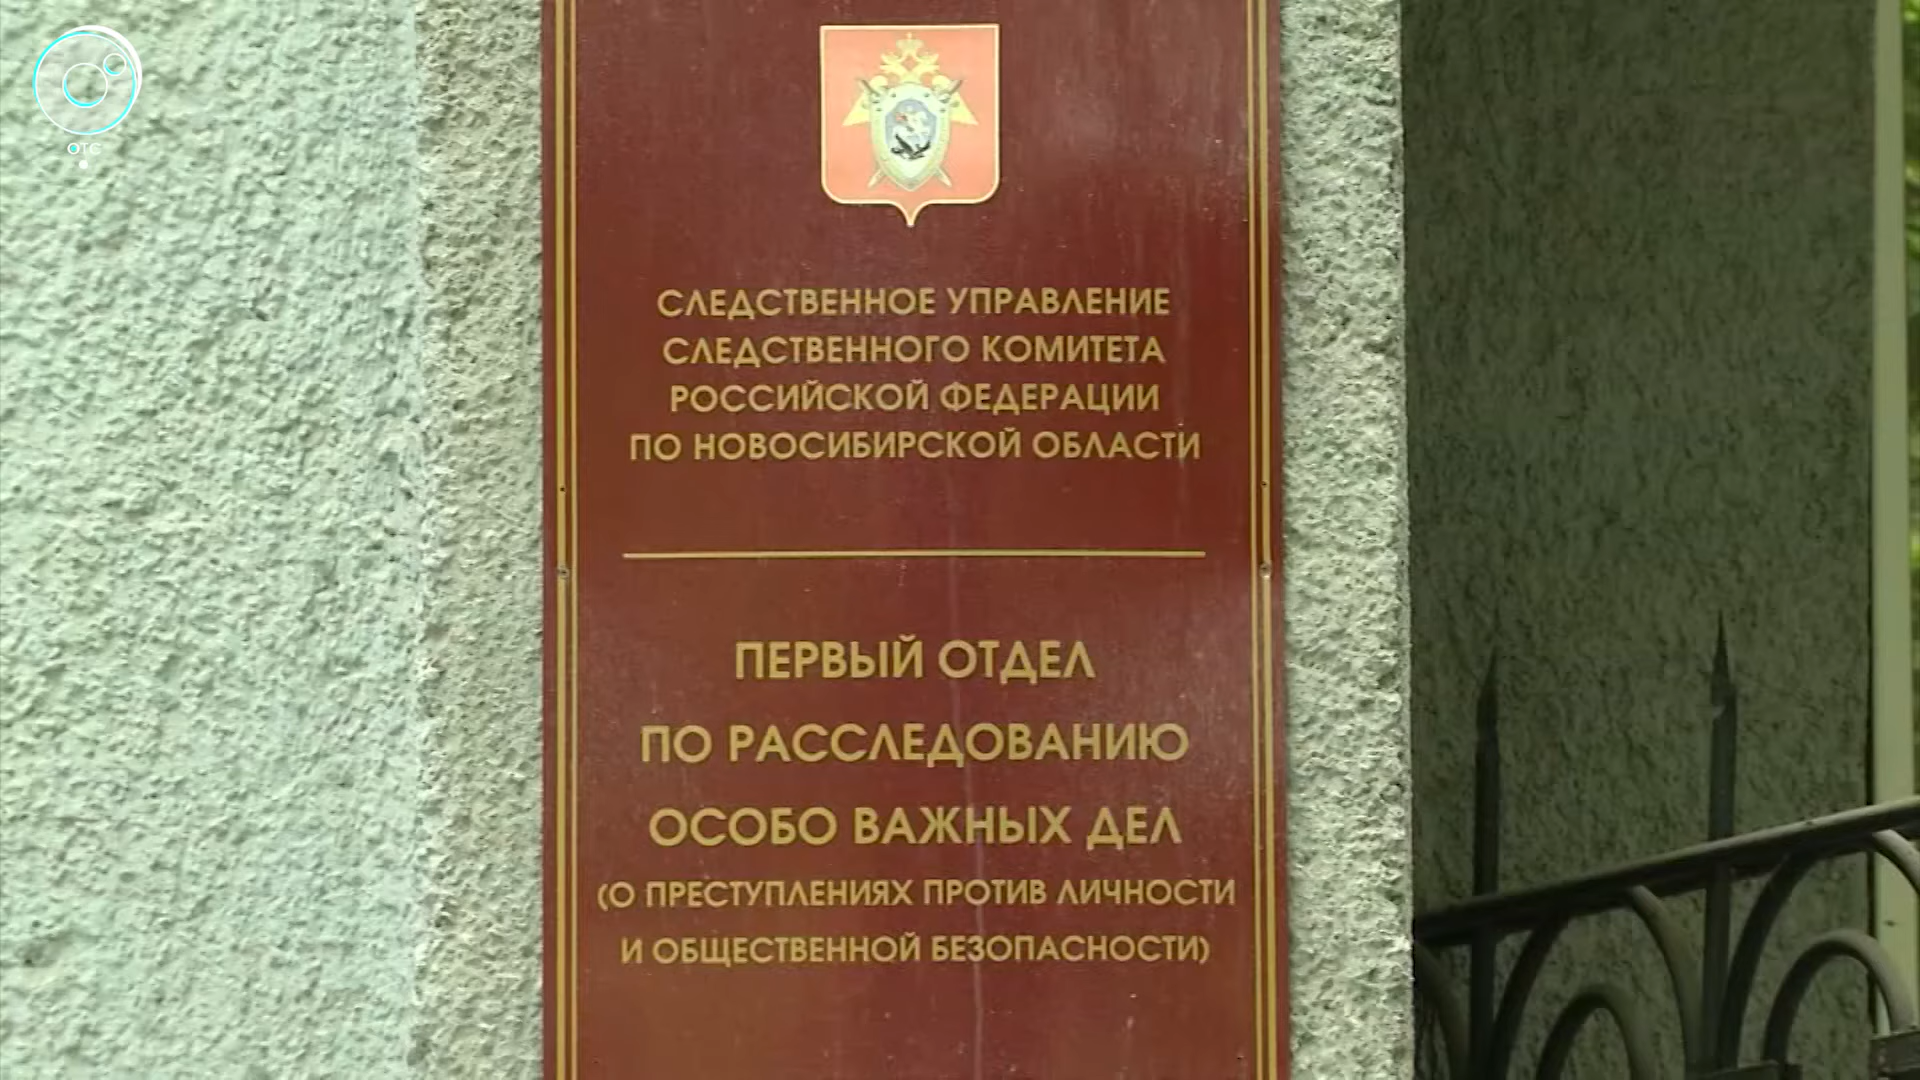 ОТС
СЛЕДСТВЕННОЕ УПРАВЛЕНИЕ
СЛЕДСТВЕННОГО КОМИТЕТА
РОССИЙСКОЙ ФЕДЕРАЦИИ
ПО НОВОСИБИРСКОЙ ОБЛАСТИ
ПЕРВЫЙ ОТДЕЛ
ПО РАССЛЕДОВАНИЮ
ОСОБО ВАЖНЫХ ДЕЛ
(О ПРЕСТУПЛЕНИЯХ ПРОТИВ ЛИЧНОСТИ
И ОБЩЕСТВЕННОЙ БЕЗОПАСНОСТИ)